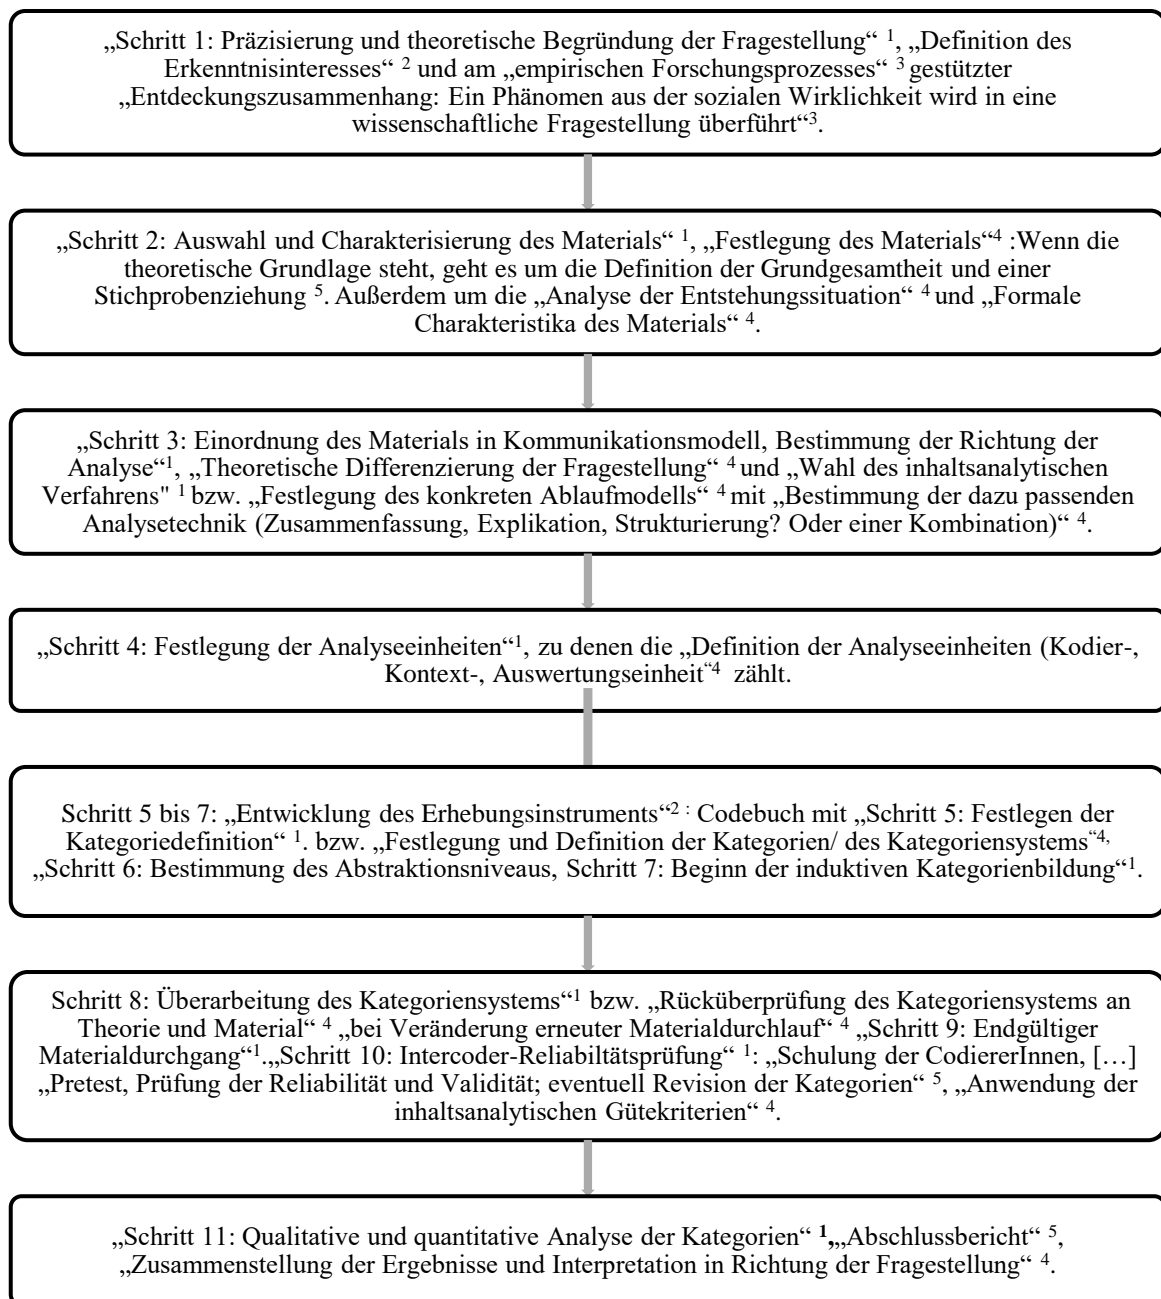 „Schritt 1: Präzisierung und theoretische Begründung der Fragestellung“ ¹, „Definition des
Erkenntnisinteresses“ ² und am „empirischen Forschungsprozesses“ ³ gestützter
„Entdeckungszusammenhang: Ein Phänomen aus der sozialen Wirklichkeit wird in eine
wissenschaftliche Fragestellung überführt“³.
„Schritt 2: Auswahl und Charakterisierung des Materials“ ¹, „Festlegung des Materials“⁴ :Wenn die
theoretische Grundlage steht, geht es um die Definition der Grundgesamtheit und einer
Stichprobenziehung ⁵. Außerdem um die „Analyse der Entstehungssituation“ ⁴ und „Formale
Charakteristika des Materials“ ⁴.
„Schritt 3: Einordnung des Materials in Kommunikationsmodell, Bestimmung der Richtung der
Analyse“¹, „Theoretische Differenzierung der Fragestellung“ ⁴ und „Wahl des inhaltsanalytischen
Verfahrens" ¹ bzw. „Festlegung des konkreten Ablaufmodells“ ⁴ mit „Bestimmung der dazu passenden
Analysetechnik (Zusammenfassung, Explikation, Strukturierung? Oder einer Kombination)“ ⁴.
„Schritt 4: Festlegung der Analyseeinheiten“¹, zu denen die „Definition der Analyseeinheiten (Kodier-,
Kontext-, Auswertungseinheit“⁴ zählt.
Schritt 5 bis 7: „Entwicklung des Erhebungsinstruments“² : Codebuch mit „Schritt 5: Festlegen der
Kategoriedefinition“ ¹. bzw. „Festlegung und Definition der Kategorien/ des Kategoriensystems“⁴,
„Schritt 6: Bestimmung des Abstraktionsniveaus, Schritt 7: Beginn der induktiven Kategorienbildung“¹.
Schritt 8: Überarbeitung des Kategoriensystems“¹ bzw. „Rücküberprüfung des Kategoriensystems an
Theorie und Material“ ⁴ „bei Veränderung erneuter Materialdurchlauf“ ⁴ „Schritt 9: Endgültiger
Materialdurchgang“¹.„Schritt 10: Intercoder-Reliabiltätsprüfung“ ¹: „Schulung der CodiererInnen, […]
„Pretest, Prüfung der Reliabilität und Validität; eventuell Revision der Kategorien“ ⁵, „Anwendung der
inhaltsanalytischen Gütekriterien“ ⁴.
„Schritt 11: Qualitative und quantitative Analyse der Kategorien“ ¹,„Abschlussbericht“ ⁵,
„Zusammenstellung der Ergebnisse und Interpretation in Richtung der Fragestellung“ ⁴.